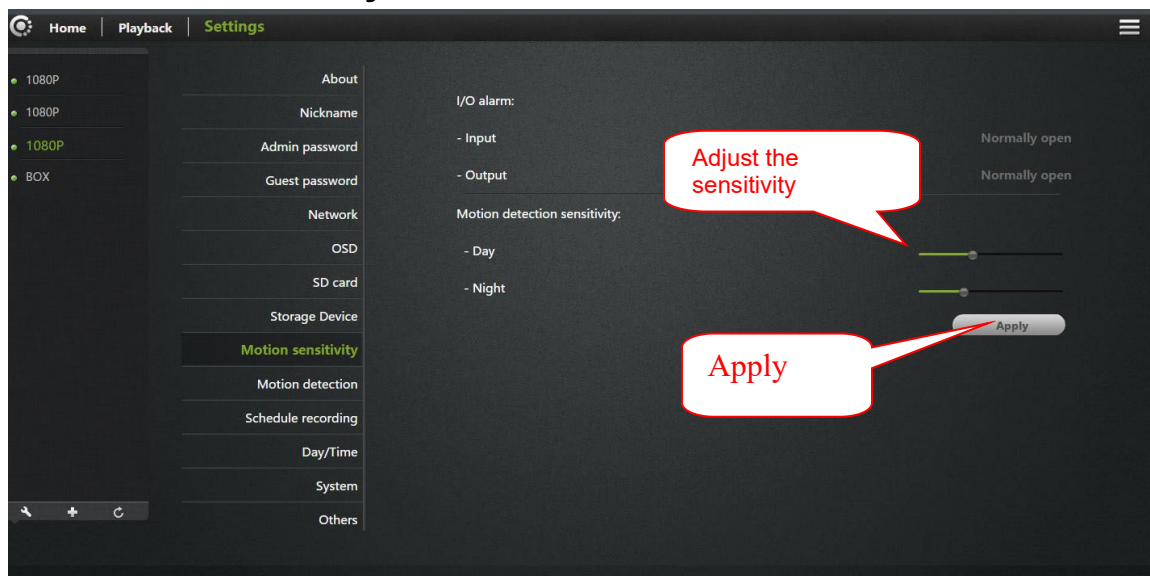 Home
Playback
Settings
1080P
1080P
1080P
BOX
About
Nickname
Admin password
Guest password
Network
OSD
SD card
Storage Device
Motion sensitivity
Motion detection
Schedule recording
Day/Time
System
Others
I/O alarm:
- Input
Normally open
- Output
Normally open
Motion detection sensitivity:
- Day
- Night
Apply
Adjust the
sensitivity
Apply